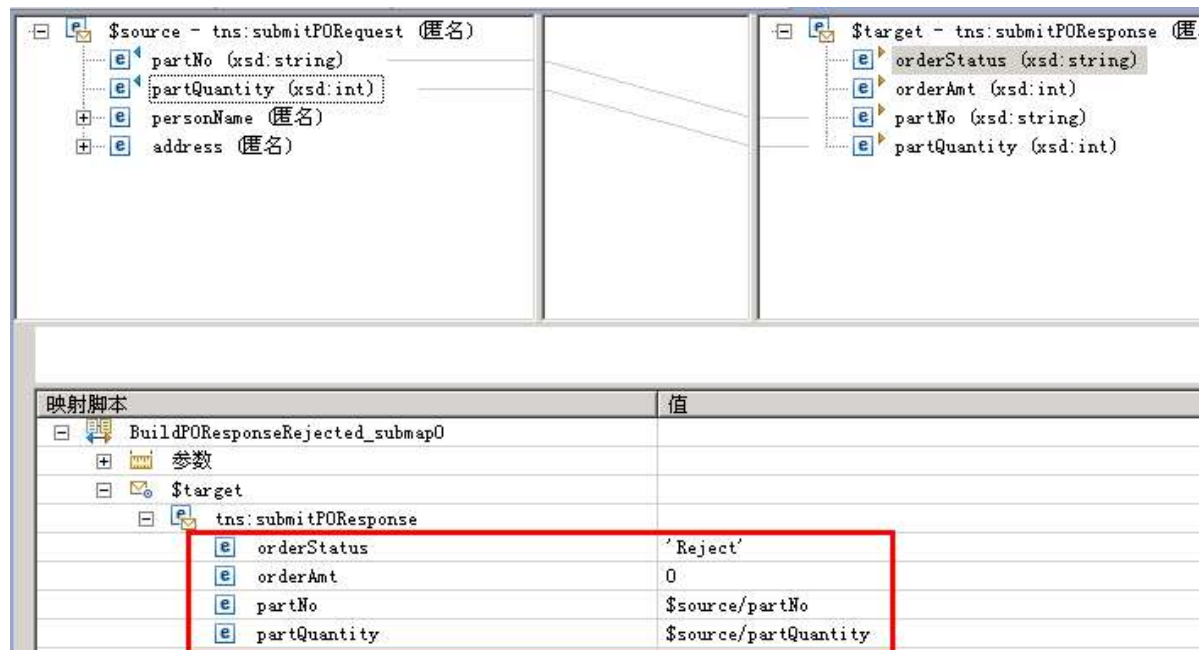 $source - tns:submitPORequest (匿名)
partNo (xsd:string)
partQuantity (xsd:int)
personName (匿名)
address (匿名)
$target - tns:submitPOResponse (匿
orderStatus (xsd:string)
orderAmt (xsd:int)
partNo (xsd:string)
partQuantity (xsd:int)
映射脚本 值
BuildPOResponseRejected_submap0
参数
$target
tns:submitPOResponse
orderStatus 'Reject'
orderAmt 0
partNo $source/partNo
partQuantity $source/partQuantity